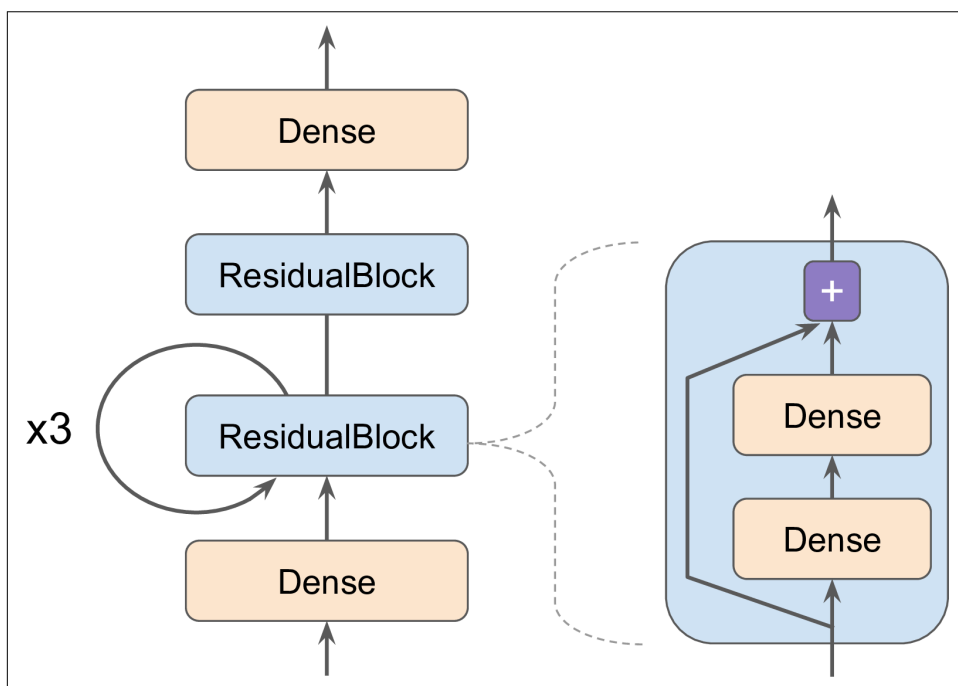 Dense
ResidualBlock
x3
ResidualBlock
Dense
+
Dense
Dense